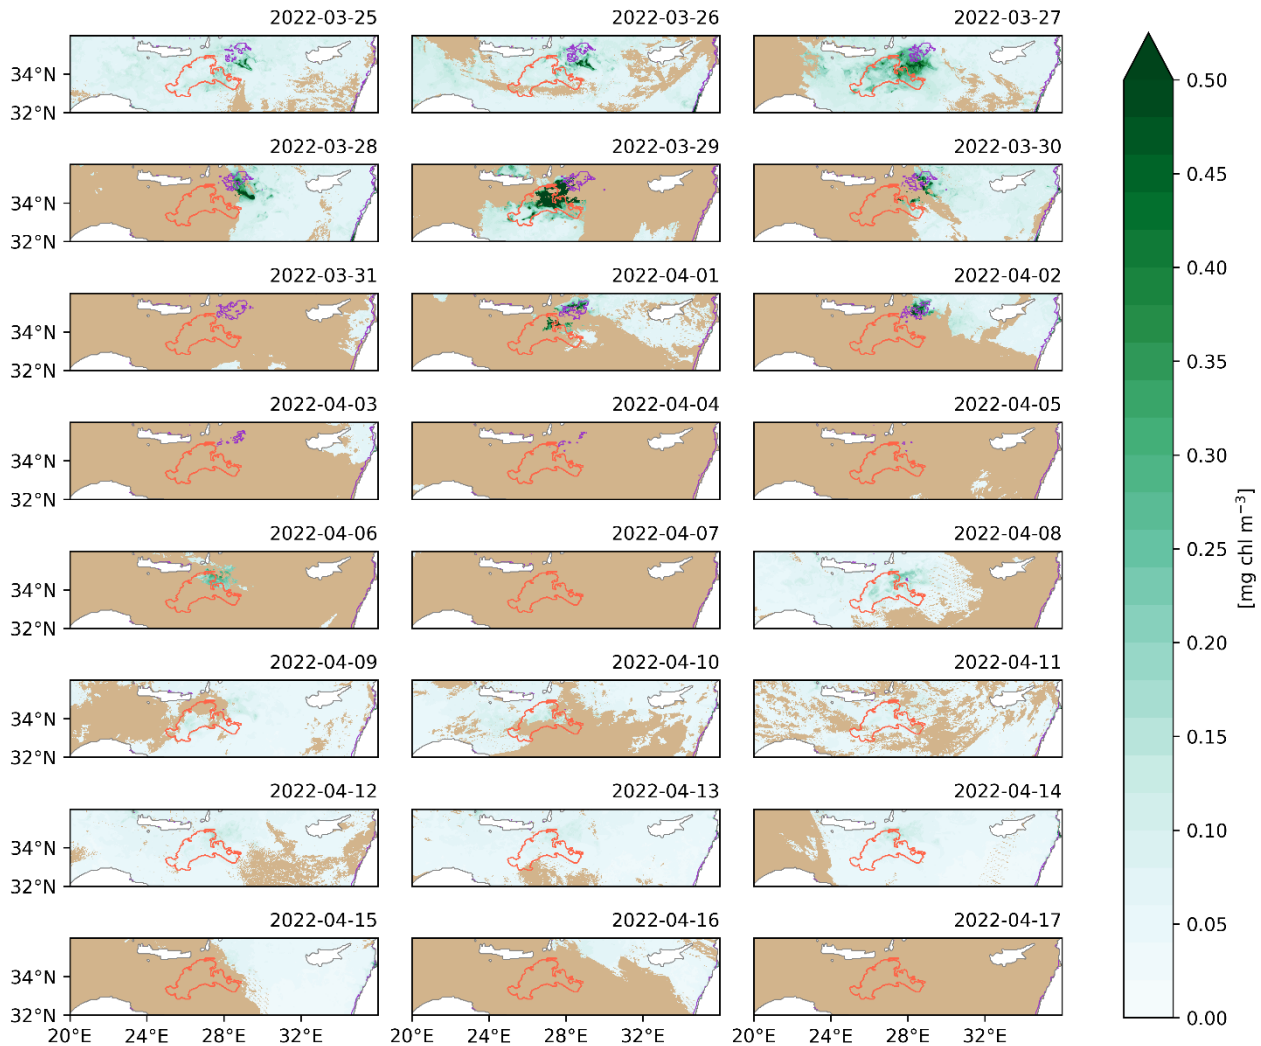 2022-03-25 2022-03-26 2022-03-27
34°N
32°N
2022-03-28 2022-03-29 2022-03-30
34°N
32°N
2022-03-31 2022-04-01 2022-04-02
34°N
32°N
2022-04-03 2022-04-04 2022-04-05
34°N
32°N
2022-04-06 2022-04-07 2022-04-08
34°N
32°N
2022-04-09 2022-04-10 2022-04-11
34°N
32°N
2022-04-12 2022-04-13 2022-04-14
34°N
32°N
2022-04-15 2022-04-16 2022-04-17
34°N
32°N
20°E 24°E 28°E 32°E 20°E 24°E 28°E 32°E 20°E 24°E 28°E 32°E
0.50
0.45
0.40
0.35
0.30
0.25
0.20
0.15
0.10
0.05
0.00
[mg chl m⁻³]